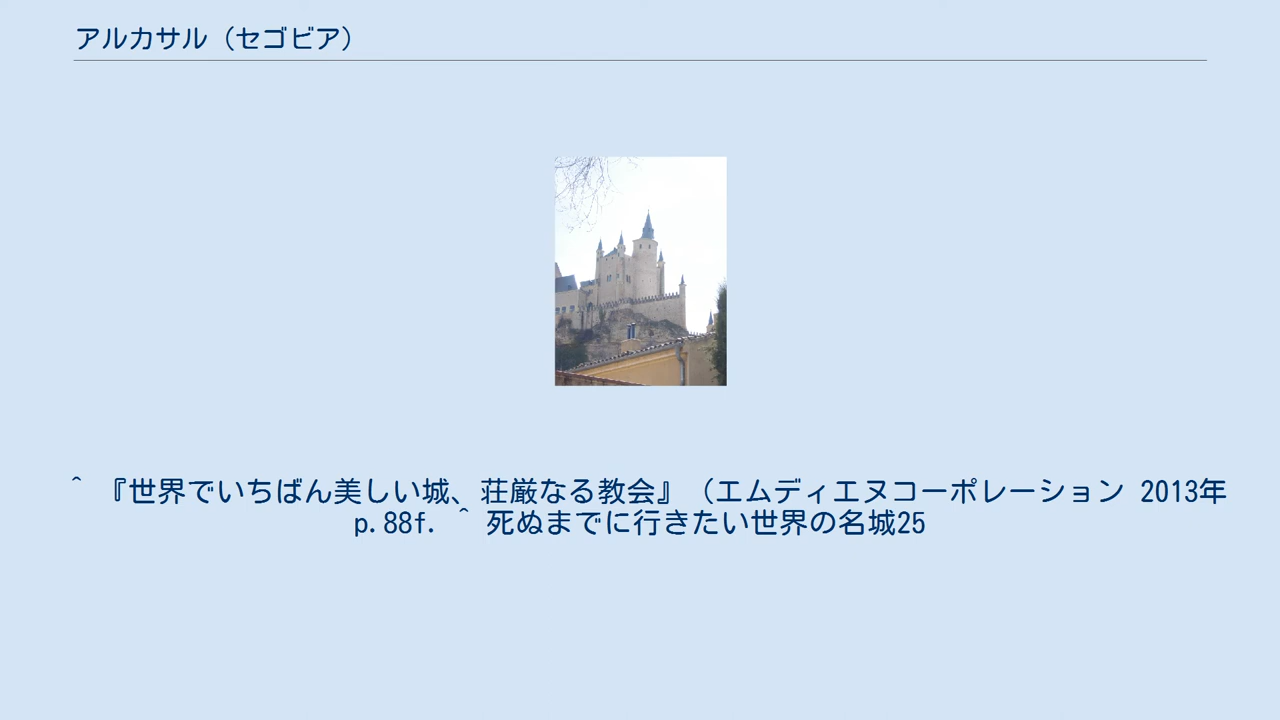 アルカサル（セゴビア）
^ 『世界でいちばん美しい城、荘厳なる教会』（エムディエヌコーポレーション 2013年
p.88f. ^ 死ぬまでに行きたい世界の名城25